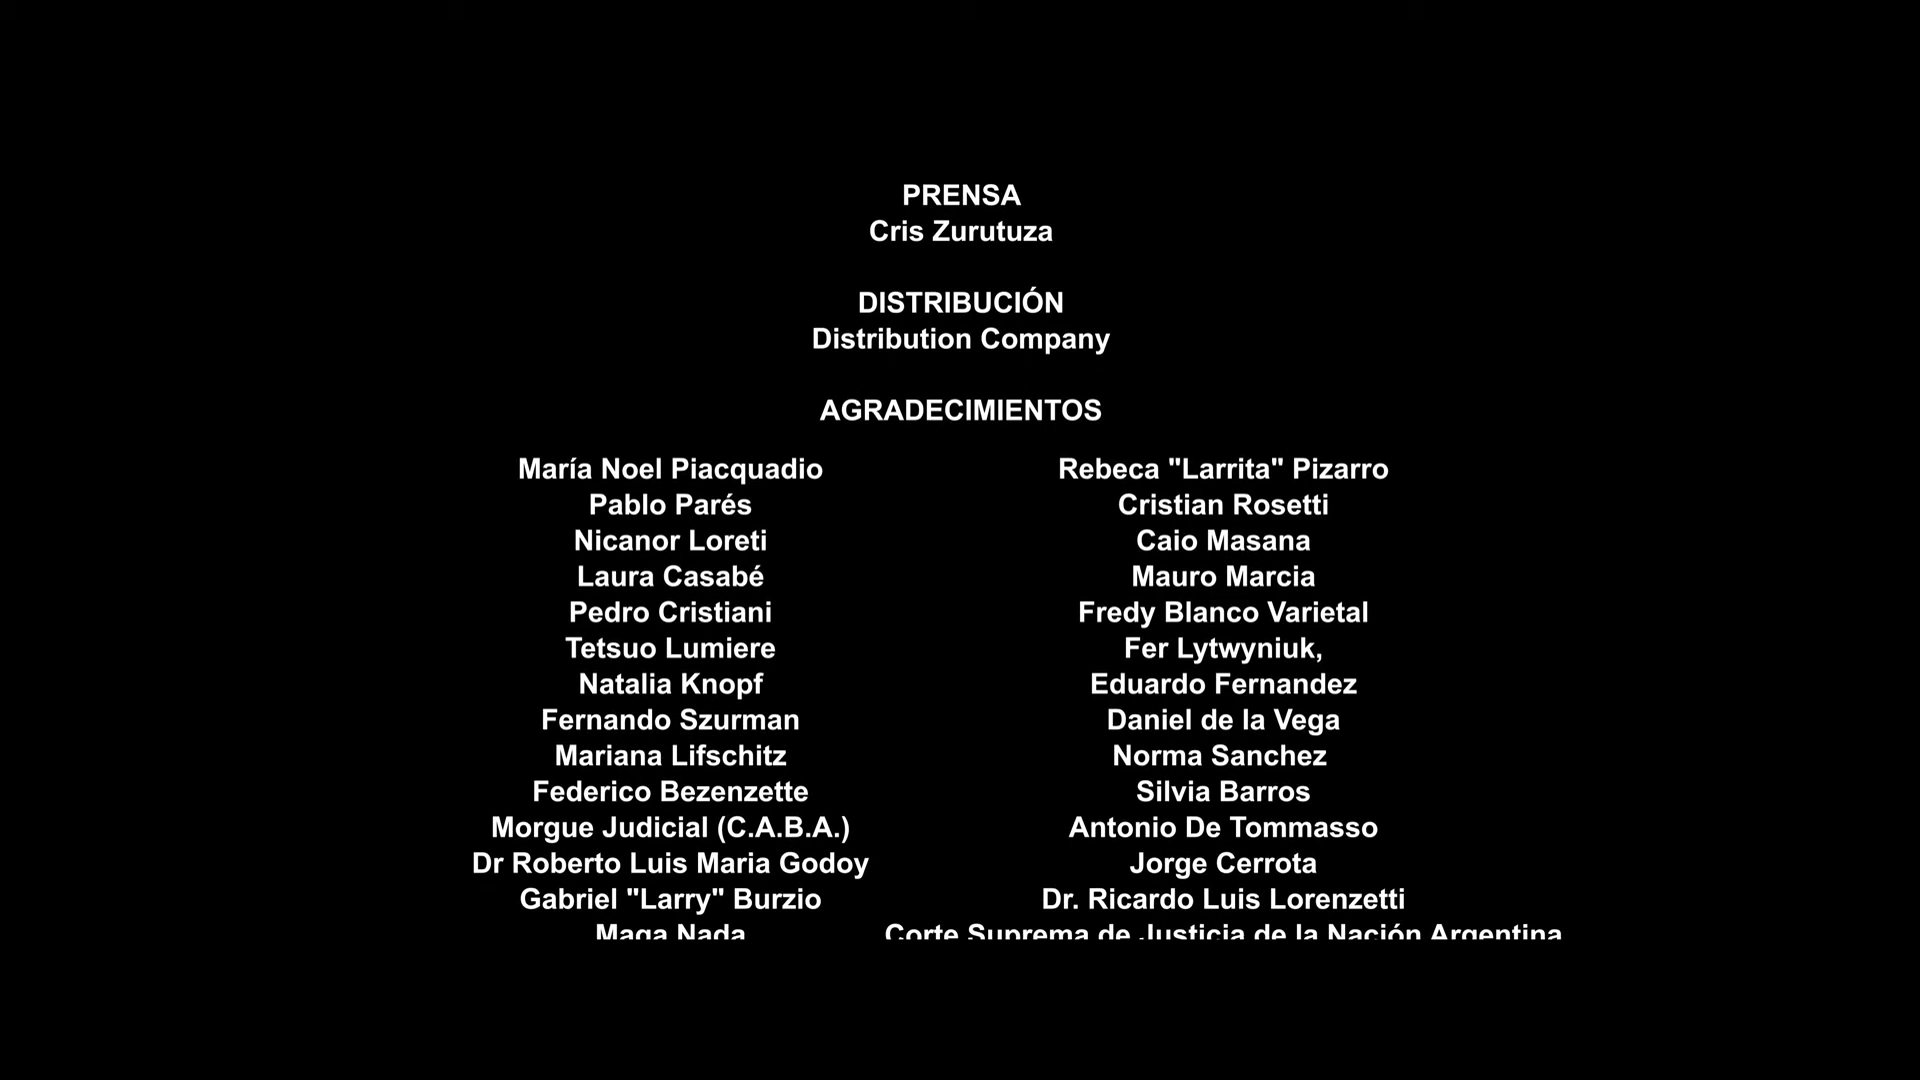 PRENSA
Cris Zurutuza
DISTRIBUCIÓN
Distribution Company
AGRADECIMIENTOS
María Noel Piacquadio
Pablo Parés
Nicanor Loreti
Laura Casabé
Pedro Cristiani
Tetsuo Lumiere
Natalia Knopf
Fernando Szurman
Mariana Lifschitz
Federico Bezenzette
Morgue Judicial (C.A.B.A.)
Dr Roberto Luis Maria Godoy
Gabriel "Larry" Burzio
Maga Nada
Rebeca "Larrita" Pizarro
Cristian Rosetti
Caio Masana
Mauro Marcia
Fredy Blanco Varietal
Fer Lytwyniuk,
Eduardo Fernandez
Daniel de la Vega
Norma Sanchez
Silvia Barros
Antonio De Tommasso
Jorge Cerrota
Dr. Ricardo Luis Lorenzetti
Corte Suprema de Justicia de la Nación Argentina